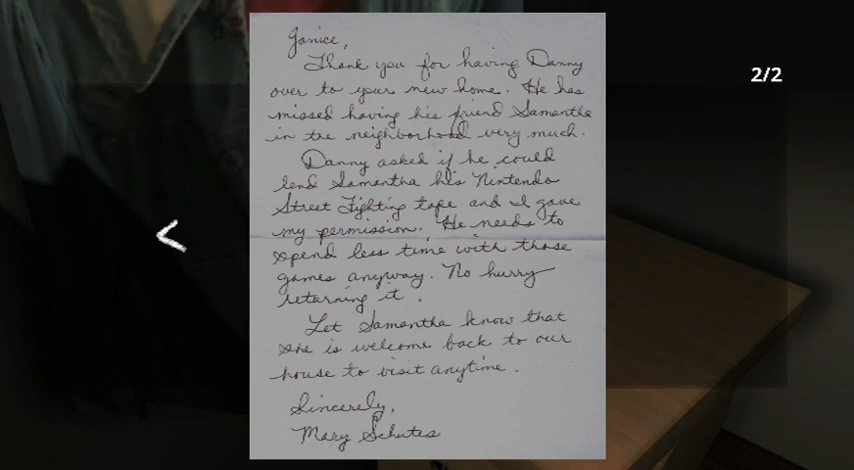 2/2
Janice,
Thank you for having Danny
over to your new home. He has
missed having his friend Samantha
in the neighborhood very much.
Danny asked if he could
lend Samantha his Nintendo
Street Fighting tape and I gave
my permission. He needs to
spend less time with those
games anyway. No hurry
returning it.
Let Samantha know that
she is welcome back to our
house to visit anytime.
Sincerely,
Mary Schutes